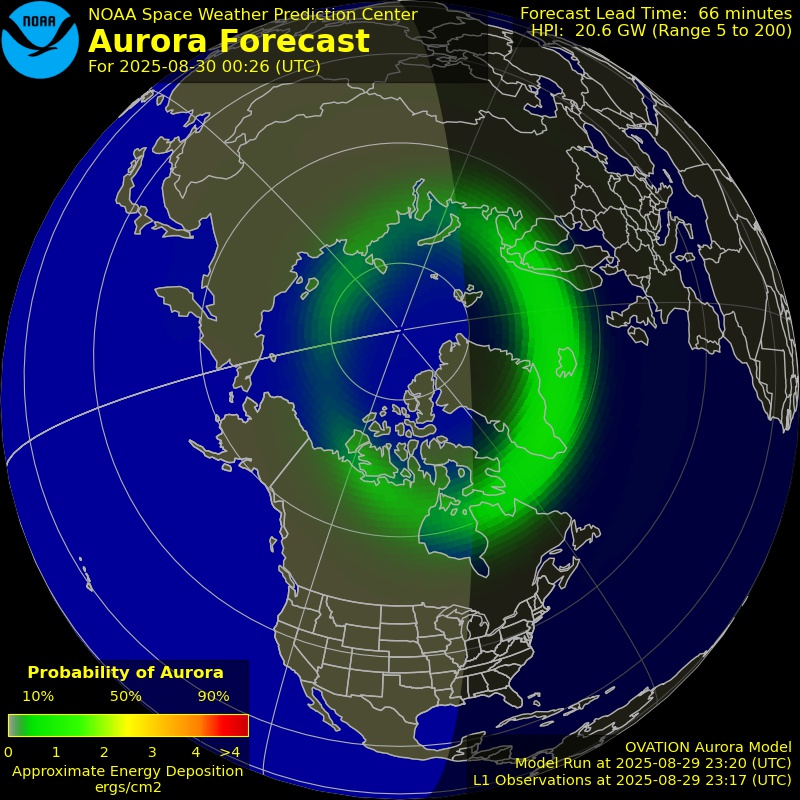 NOAA
NOAA Space Weather Prediction Center
Aurora Forecast
For 2025-08-30 00:26 (UTC)
Forecast Lead Time: 66 minutes
HPI: 20.6 GW (Range 5 to 200)
Probability of Aurora
10% 50% 90%
0 1 2 3 4 >4
Approximate Energy Deposition
ergs/cm2
OVATION Aurora Model
Model Run at 2025-08-29 23:20 (UTC)
L1 Observations at 2025-08-29 23:17 (UTC)